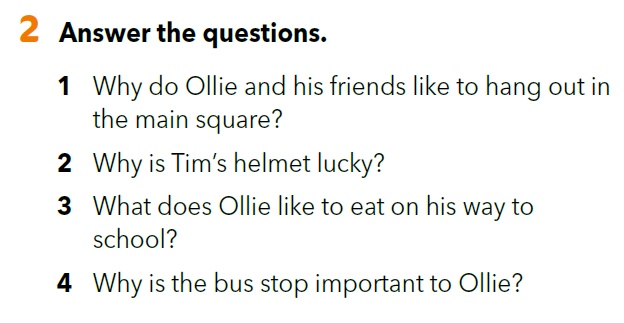 2 Answer the questions.
1 Why do Ollie and his friends like to hang out in
the main square?
2 Why is Tim’s helmet lucky?
3 What does Ollie like to eat on his way to
school?
4 Why is the bus stop important to Ollie?